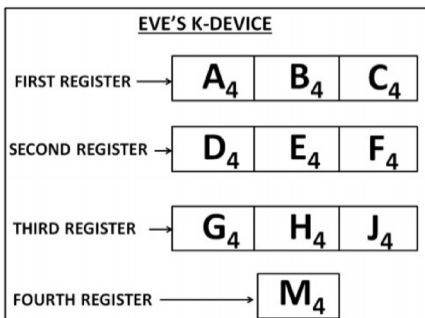 EVE'S K-DEVICE
FIRST REGISTER A₄ B₄ C₄
SECOND REGISTER D₄ E₄ F₄
THIRD REGISTER G₄ H₄ J₄
FOURTH REGISTER M₄